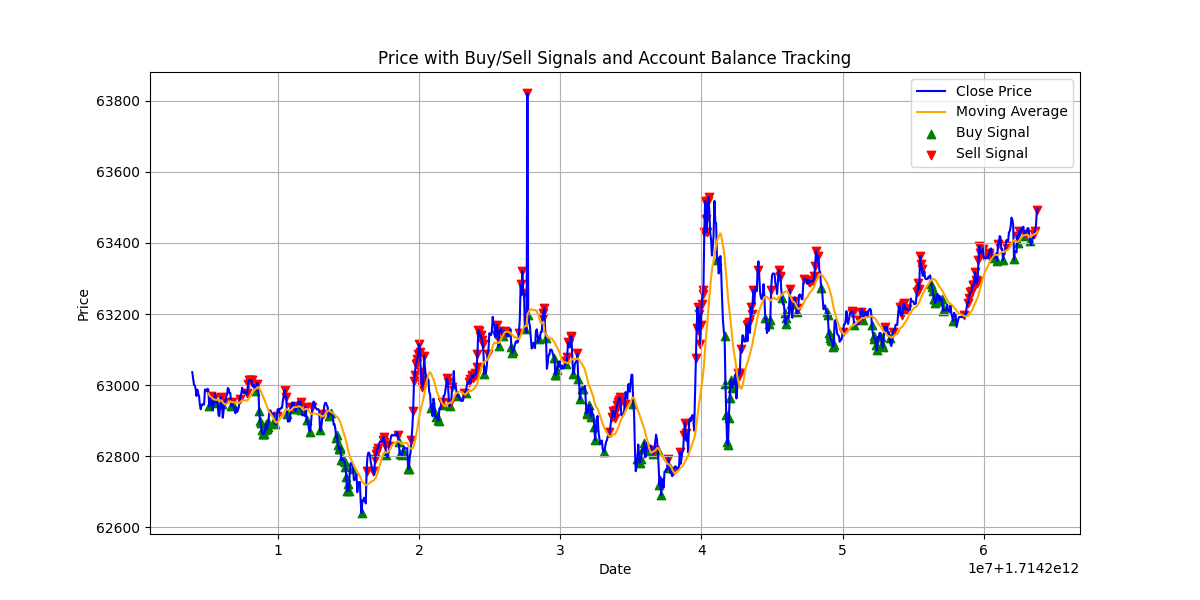 Price with Buy/Sell Signals and Account Balance Tracking
Close Price
Moving Average
Buy Signal
Sell Signal
63800
63600
63400
63200
63000
62800
62600
Price
1 2 3 4 5 6
Date
1e7+1.7142e12